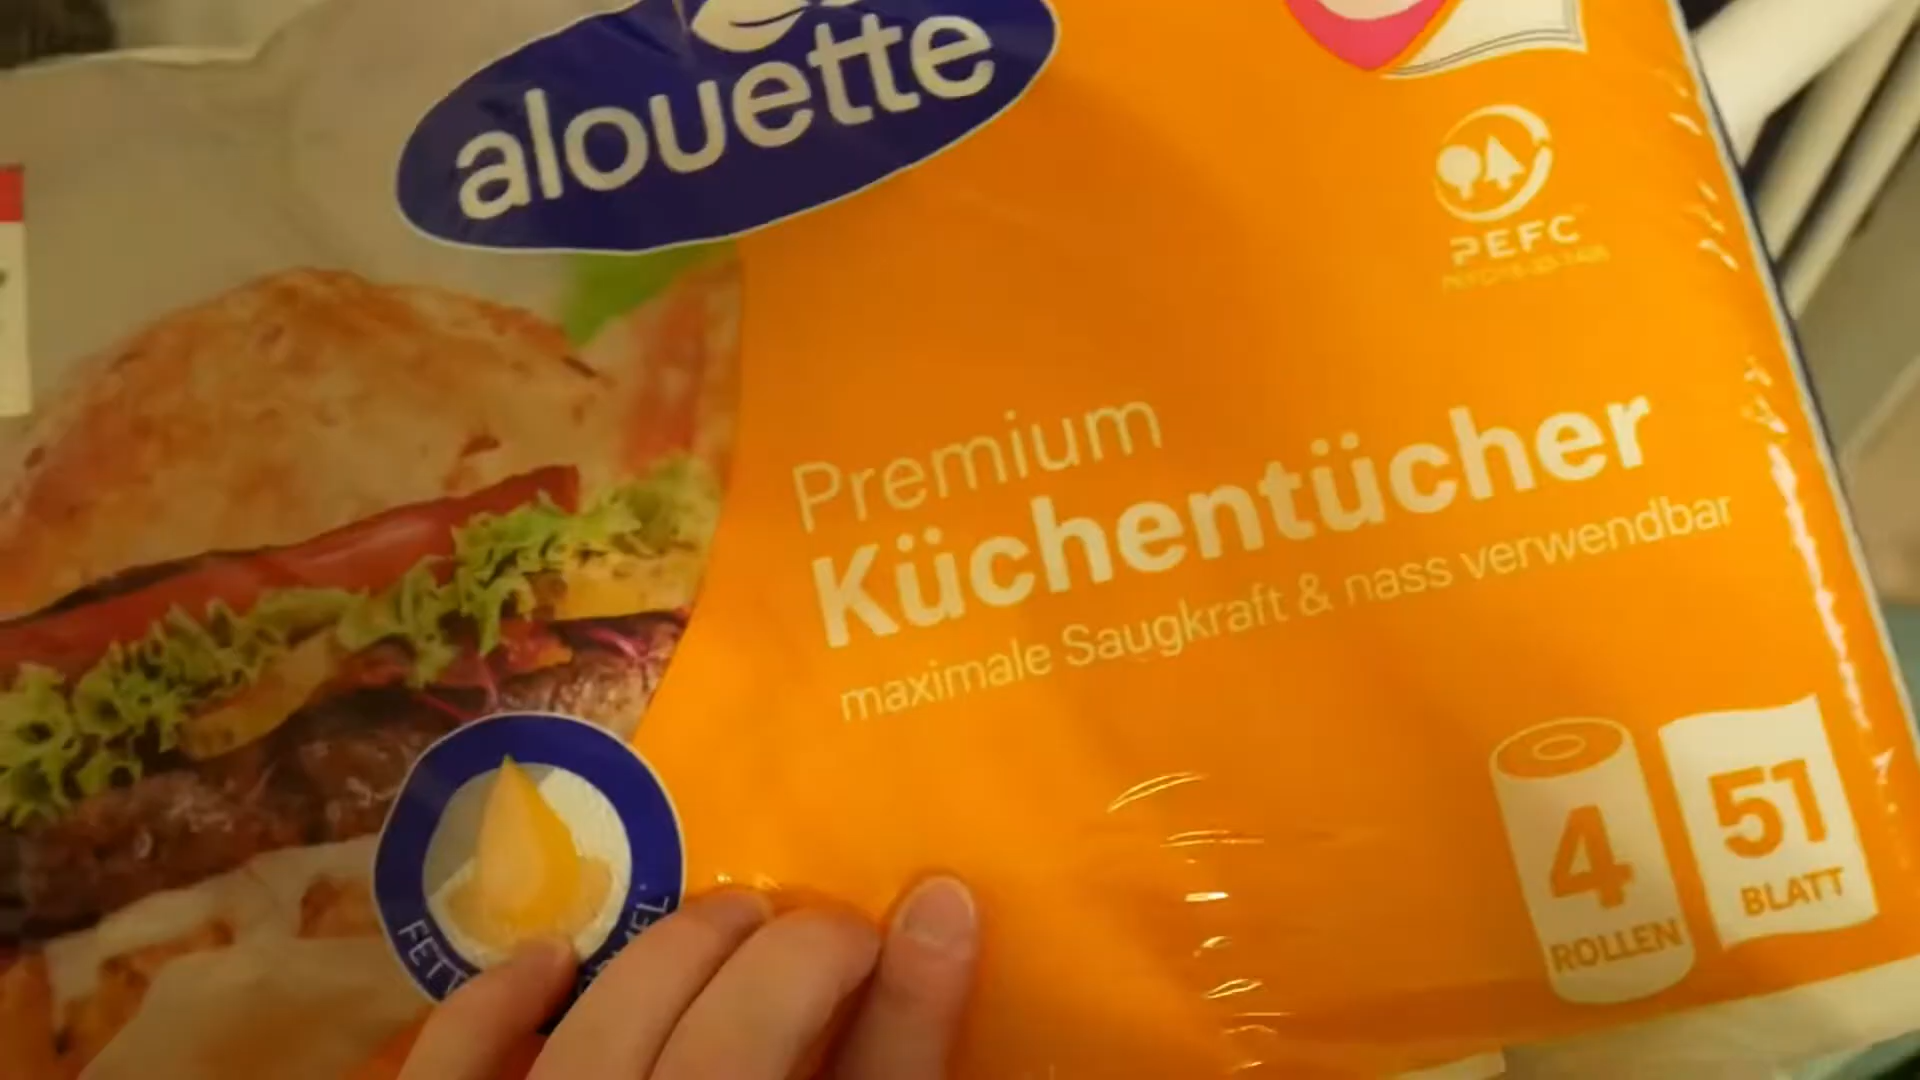 alouette
PEFC
Premium
Küchentücher
maximale Saugkraft & nass verwendbar
4
ROLLEN
51
BLATT